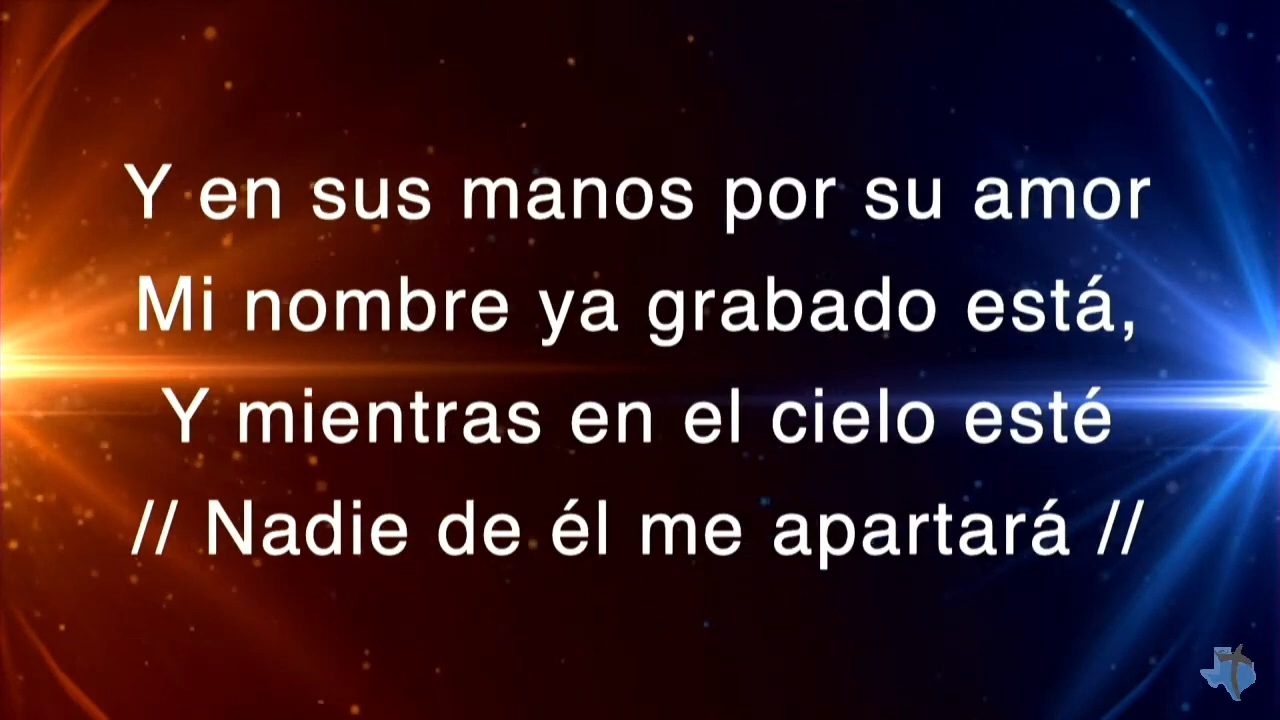 Y en sus manos por su amor
Mi nombre ya grabado está,
Y mientras en el cielo esté
// Nadie de él me apartará //